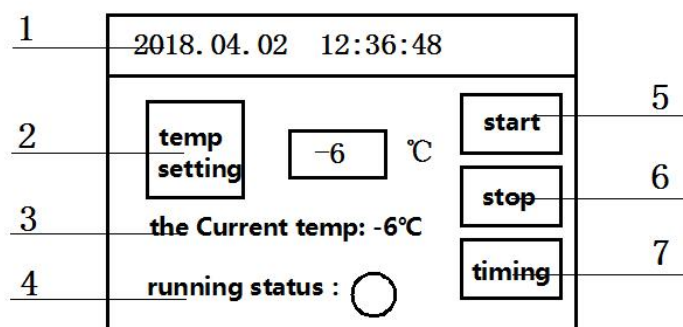 1
2018.04.02 12:36:48
2
temp
setting
-6
℃
start
5
stop
6
3
the Current temp: -6℃
timing
7
4
running status :